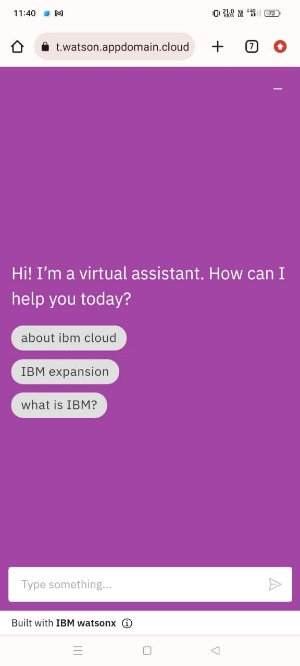 11:40
t.watson.appdomain.cloud
7
Hi! I'm a virtual assistant. How can I
help you today?
about ibm cloud
IBM expansion
what is IBM?
Type something...
Built with IBM watsonx